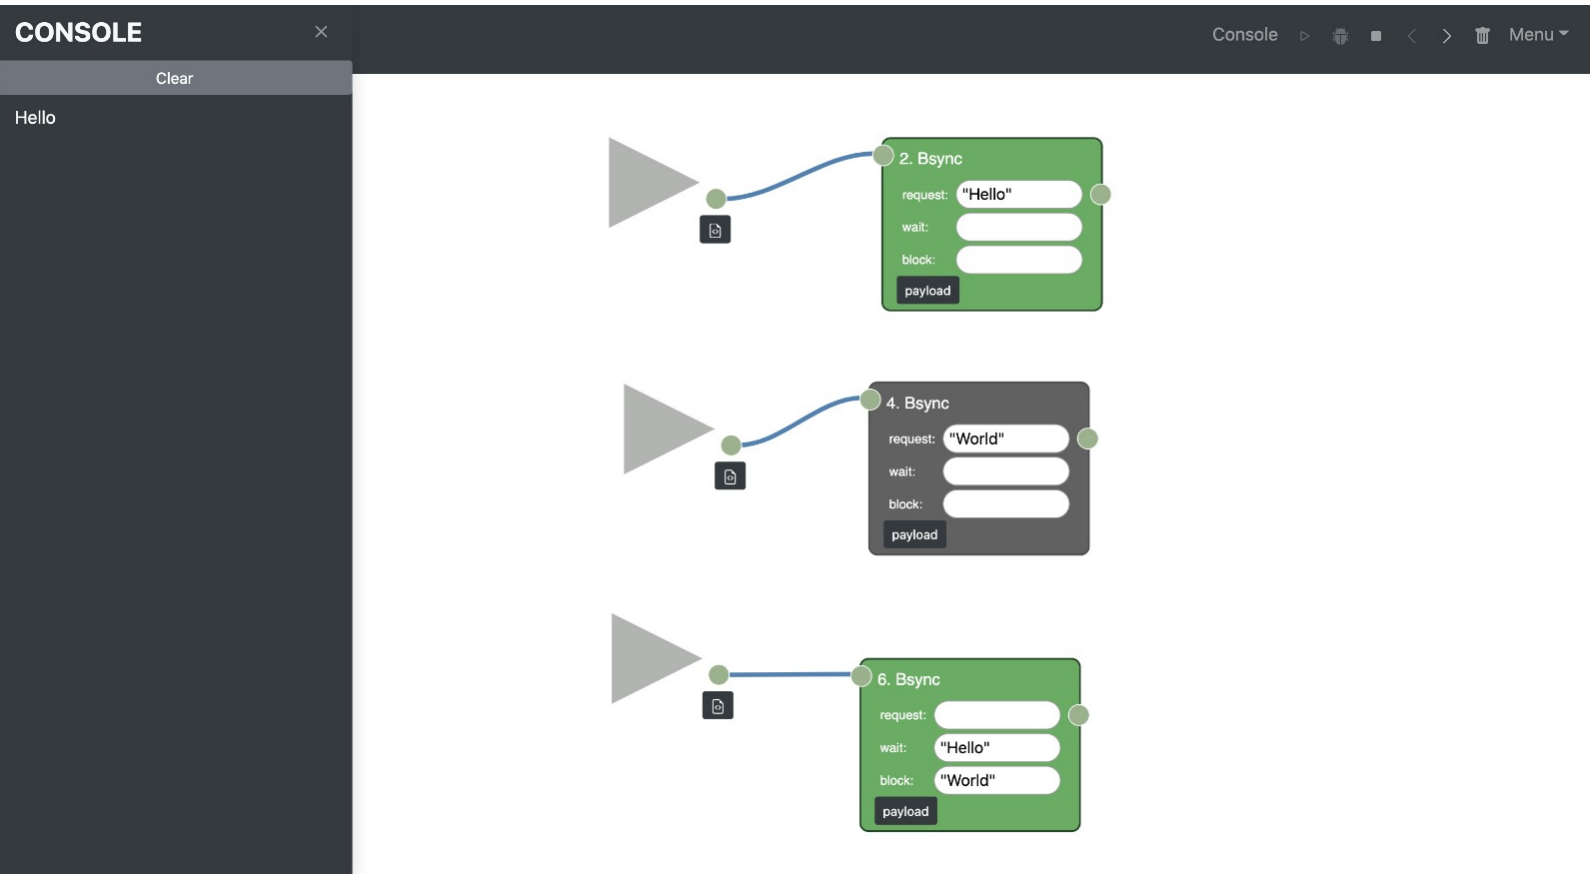 CONSOLE
Console
Menu
Clear
Hello
2. Bsync
request: "Hello"
wait:
block:
payload
4. Bsync
request: "World"
wait:
block:
payload
6. Bsync
request:
wait: "Hello"
block: "World"
payload